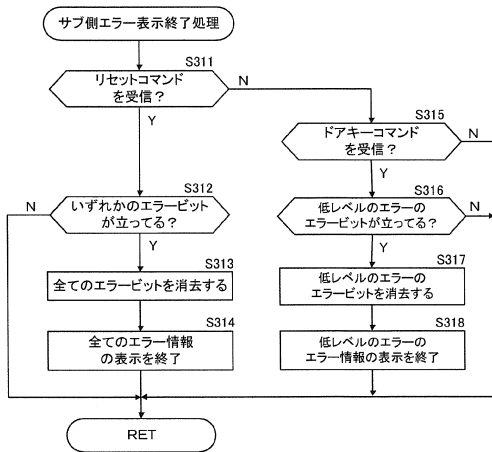 サブ側エラー表示終了処理
S311
リセットコマンド
を受信？
N
Y
S315
ドアキーコマンド
を受信？
N
Y
S312
いずれかのエラービット
が立ってる？
N
Y
S316
低レベルのエラーの
エラービットが立ってる？
N
Y
S313
全てのエラービットを消去する
S317
低レベルのエラーの
エラービットを消去する
S314
全てのエラー情報
の表示を終了
S318
低レベルのエラーの
エラー情報の表示を終了
RET